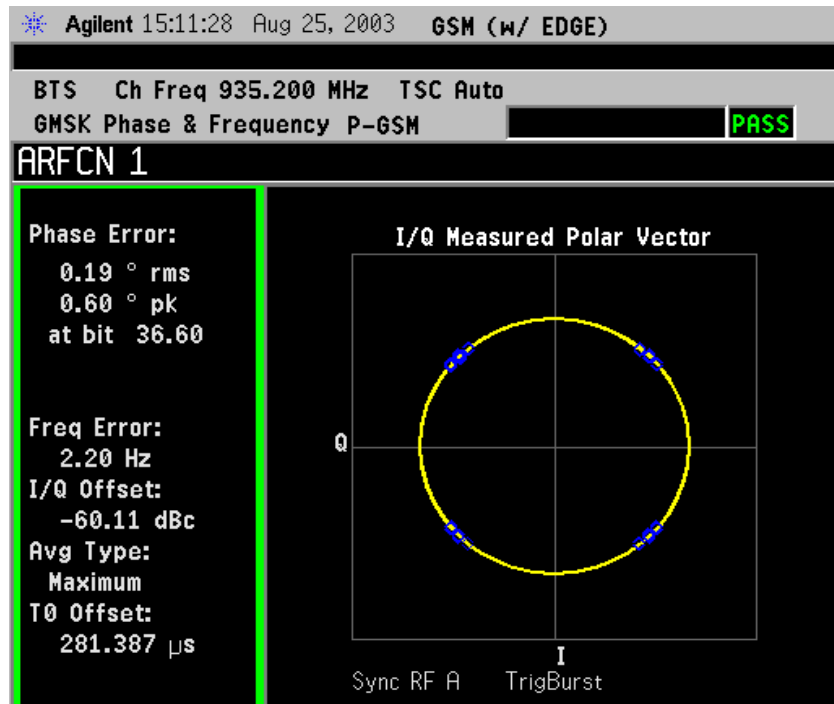 Agilent 15:11:28 Aug 25, 2003 GSM (w/ EDGE)
BTS Ch Freq 935.200 MHz TSC Auto
GMSK Phase & Frequency P-GSM PASS
ARFCN 1
Phase Error:
0.19 ° rms
0.60 ° pk
at bit 36.60
Freq Error:
2.20 Hz
I/Q Offset:
-60.11 dBc
Avg Type:
Maximum
T0 Offset:
281.387 µs
I/Q Measured Polar Vector
Q
I
Sync RF A TrigBurst